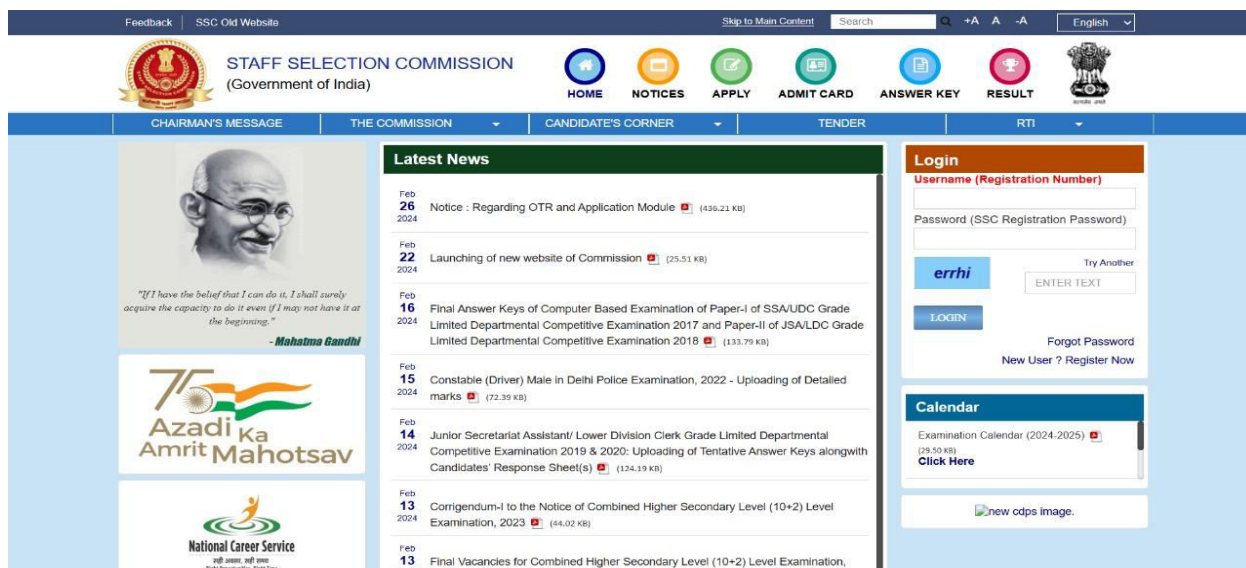 Feedback
SSC Old Website
Skip to Main Content
Search
+A A -A
English
STAFF SELECTION COMMISSION
(Government of India)
HOME
NOTICES
APPLY
ADMIT CARD
ANSWER KEY
RESULT
CHAIRMAN'S MESSAGE
THE COMMISSION
CANDIDATE'S CORNER
TENDER
RTI
"If I have the belief that I can do it, I shall surely
acquire the capacity to do it even if I may not have it at
the beginning."
- Mahatma Gandhi
75
Azadi Ka
Amrit Mahotsav
National Career Service
Latest News
Feb
26
2024
Notice : Regarding OTR and Application Module (436.21 KB)
Feb
22
2024
Launching of new website of Commission (25.51 KB)
Feb
16
2024
Final Answer Keys of Computer Based Examination of Paper-I of SSA/UDC Grade
Limited Departmental Competitive Examination 2017 and Paper-II of JSA/LDC Grade
Limited Departmental Competitive Examination 2018 (133.79 KB)
Feb
15
2024
Constable (Driver) Male in Delhi Police Examination, 2022 - Uploading of Detailed
marks (72.39 KB)
Feb
14
2024
Junior Secretariat Assistant/ Lower Division Clerk Grade Limited Departmental
Competitive Examination 2019 & 2020: Uploading of Tentative Answer Keys alongwith
Candidates' Response Sheet(s) (124.19 KB)
Feb
13
2024
Corrigendum-I to the Notice of Combined Higher Secondary Level (10+2) Level
Examination, 2023 (44.02 KB)
Feb
13
Final Vacancies for Combined Higher Secondary Level (10+2) Level Examination,
Login
Username (Registration Number)
Password (SSC Registration Password)
errhi
Try Another
ENTER TEXT
LOGIN
Forgot Password
New User ? Register Now
Calendar
Examination Calendar (2024-2025)
(29.50 KB)
Click Here
new cdps image.